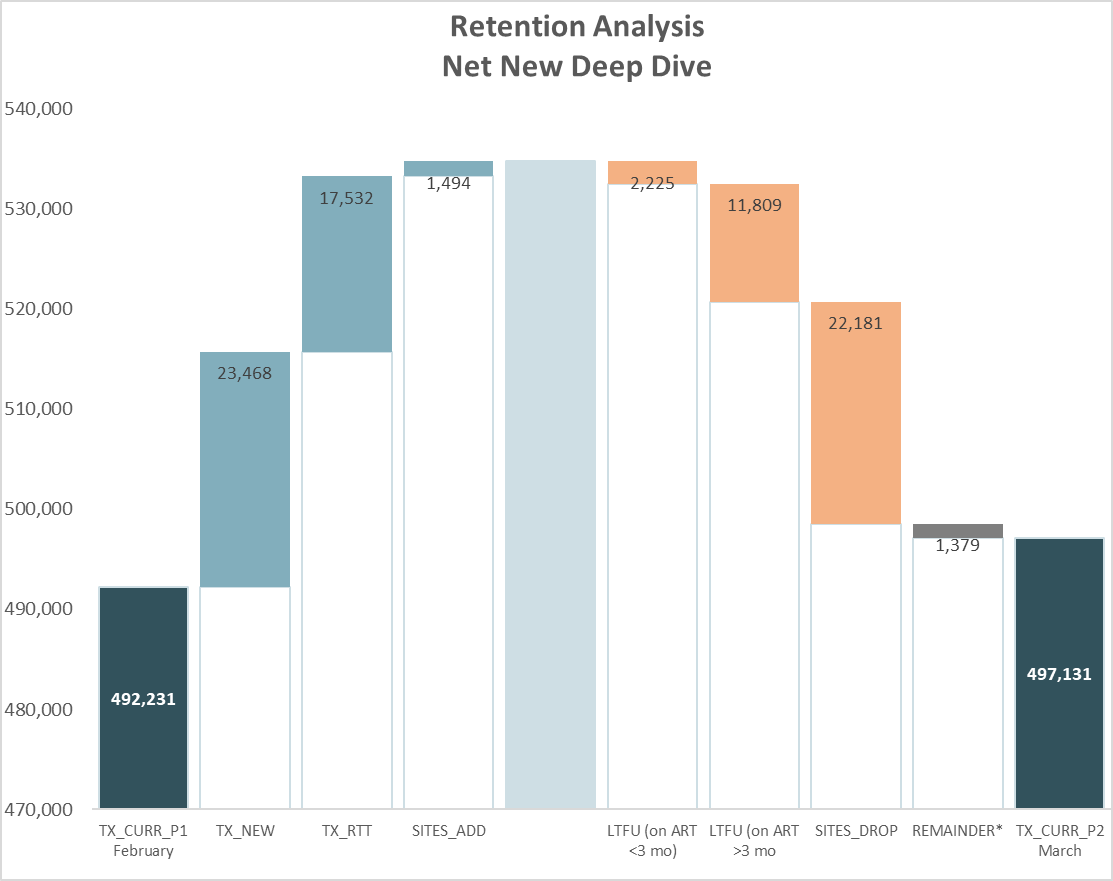 Retention Analysis
Net New Deep Dive
540,000
530,000
520,000
510,000
500,000
490,000
480,000
470,000
492,231
23,468
17,532
1,494
2,225
11,809
22,181
1,379
497,131
TX_CURR_P1
February
TX_NEW
TX_RTT
SITES_ADD
LTFU (on ART
<3 mo)
LTFU (on ART
>3 mo
SITES_DROP
REMAINDER*
TX_CURR_P2
March